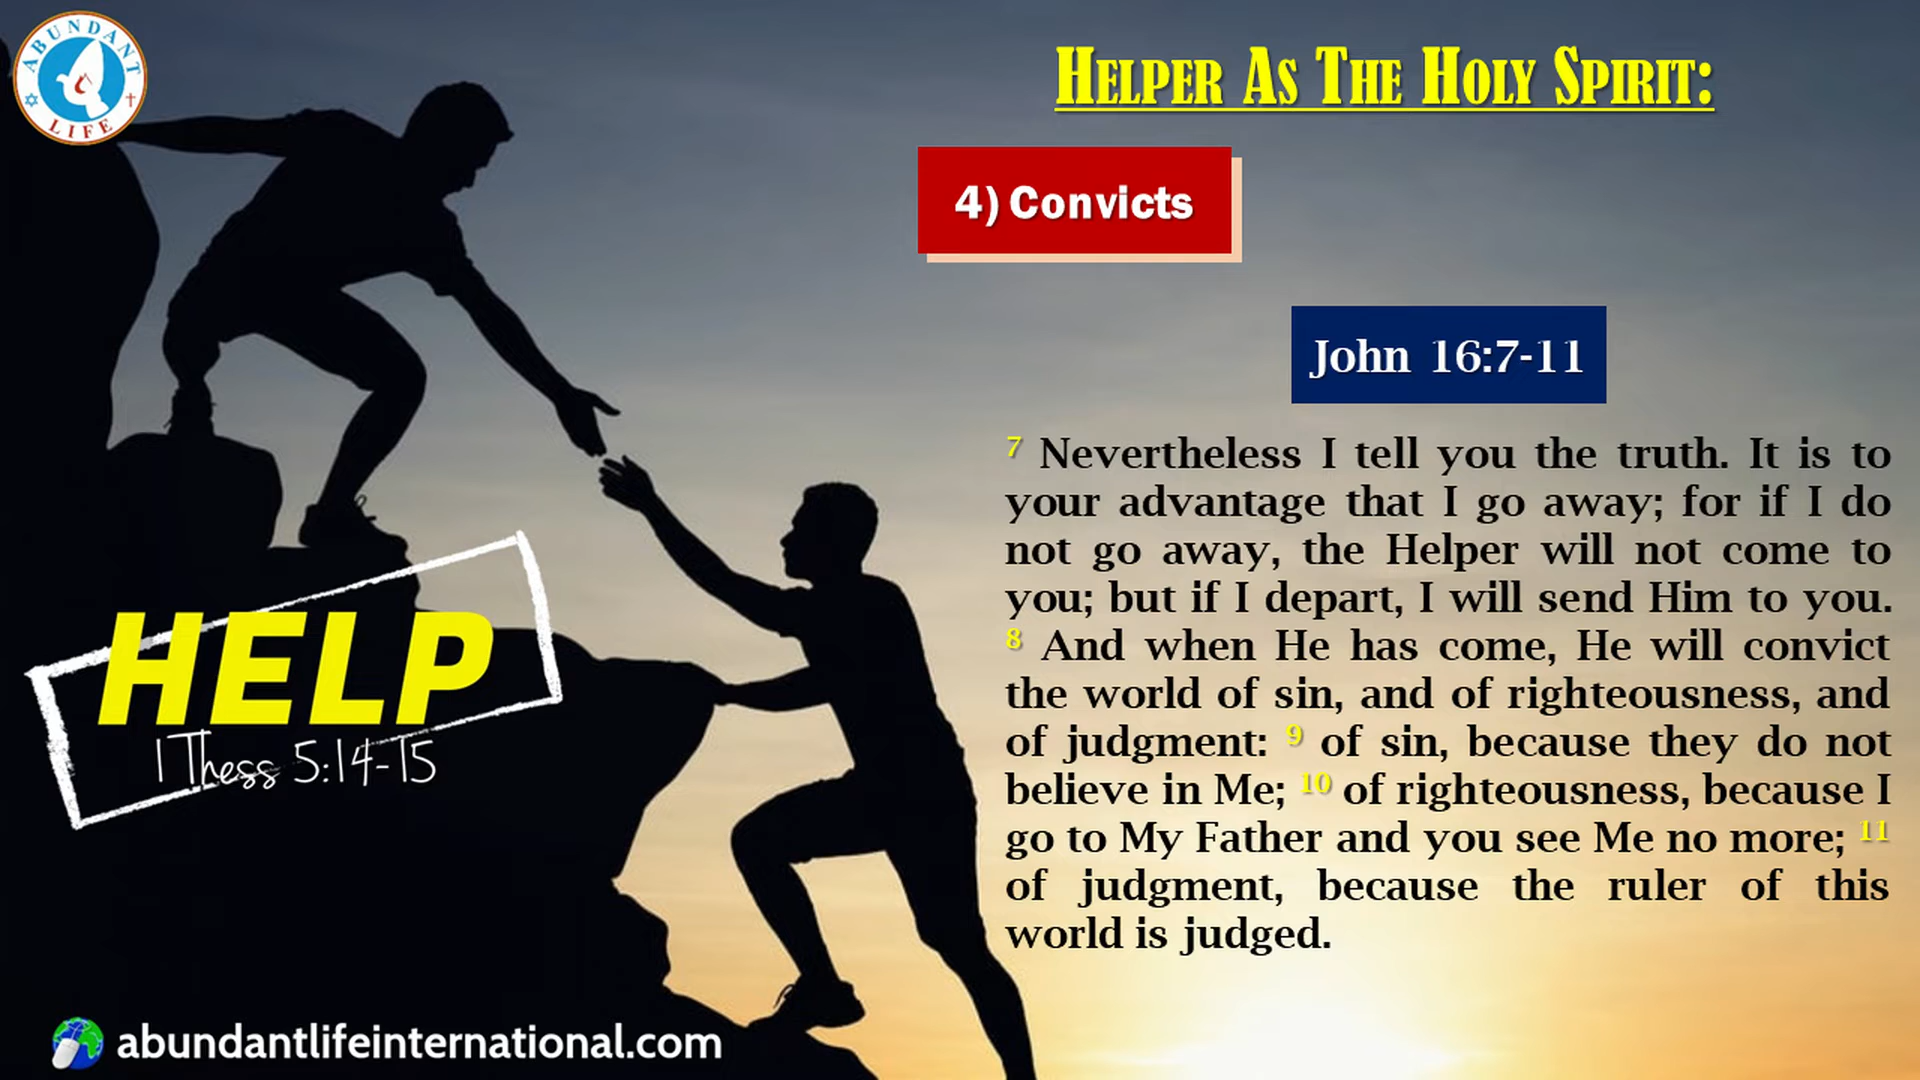 ABUNDANT
LIFE
HELPER AS THE HOLY SPIRIT:
4) Convicts
John 16:7-11
7 Nevertheless I tell you the truth. It is to
your advantage that I go away; for if I do
not go away, the Helper will not come to
you; but if I depart, I will send Him to you.
8 And when He has come, He will convict
the world of sin, and of righteousness, and
of judgment: 9 of sin, because they do not
believe in Me; 10 of righteousness, because I
go to My Father and you see Me no more; 11
of judgment, because the ruler of this
world is judged.
HELP
1 Thess 5:14-15
abundantlifeinternational.com